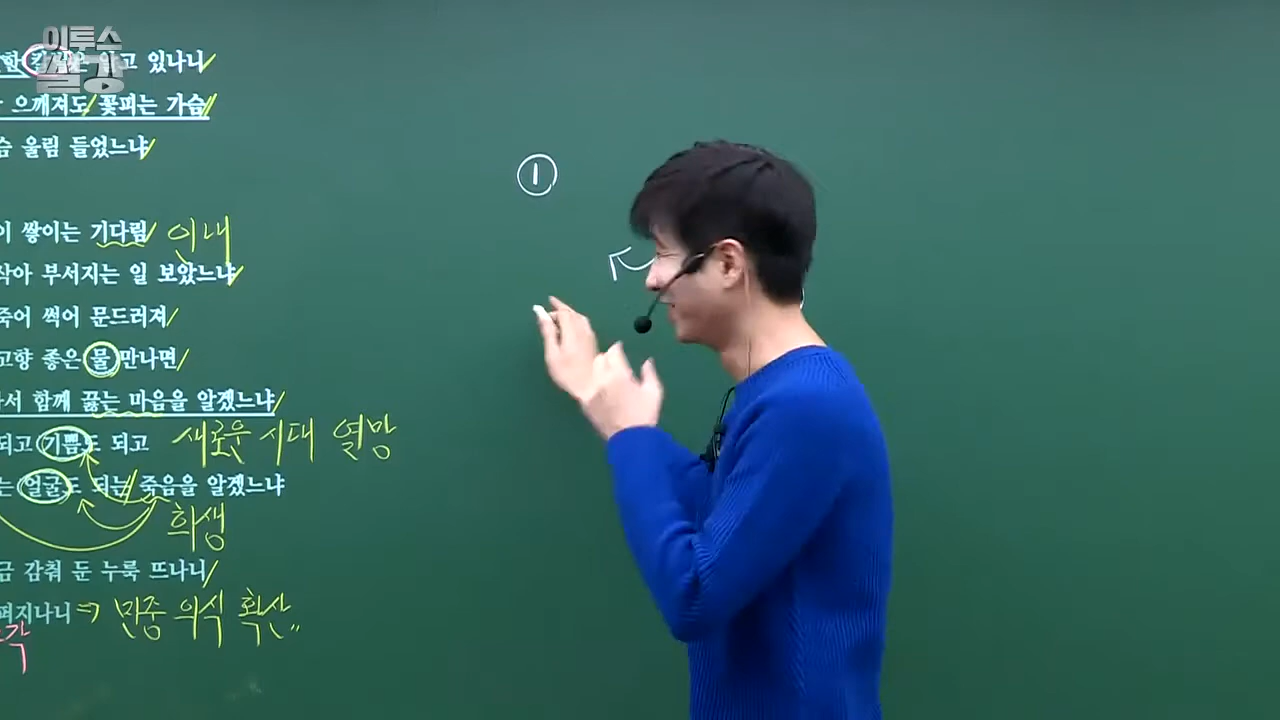 이투스
쌀강
한 칼날은 알고 있나니/
으깨져도/ 꽃피는 가슴/
슴 울림 들었느냐/
①
이 쌓이는 기다림/ 이내
삭아 부서지는 일 보았느냐/
죽어 썩어 문드러져/
고향 좋은 물 만나면/
서 함께 끓는 마음을 알겠느냐/
되고 기쁨도 되고 새로운 시대 열망
는 얼굴도 되는/ 죽음을 알겠느냐
희생
금 감춰 둔 누룩 뜨나니/
퍼지나니 ⇒ 민중 의식 확산"
각